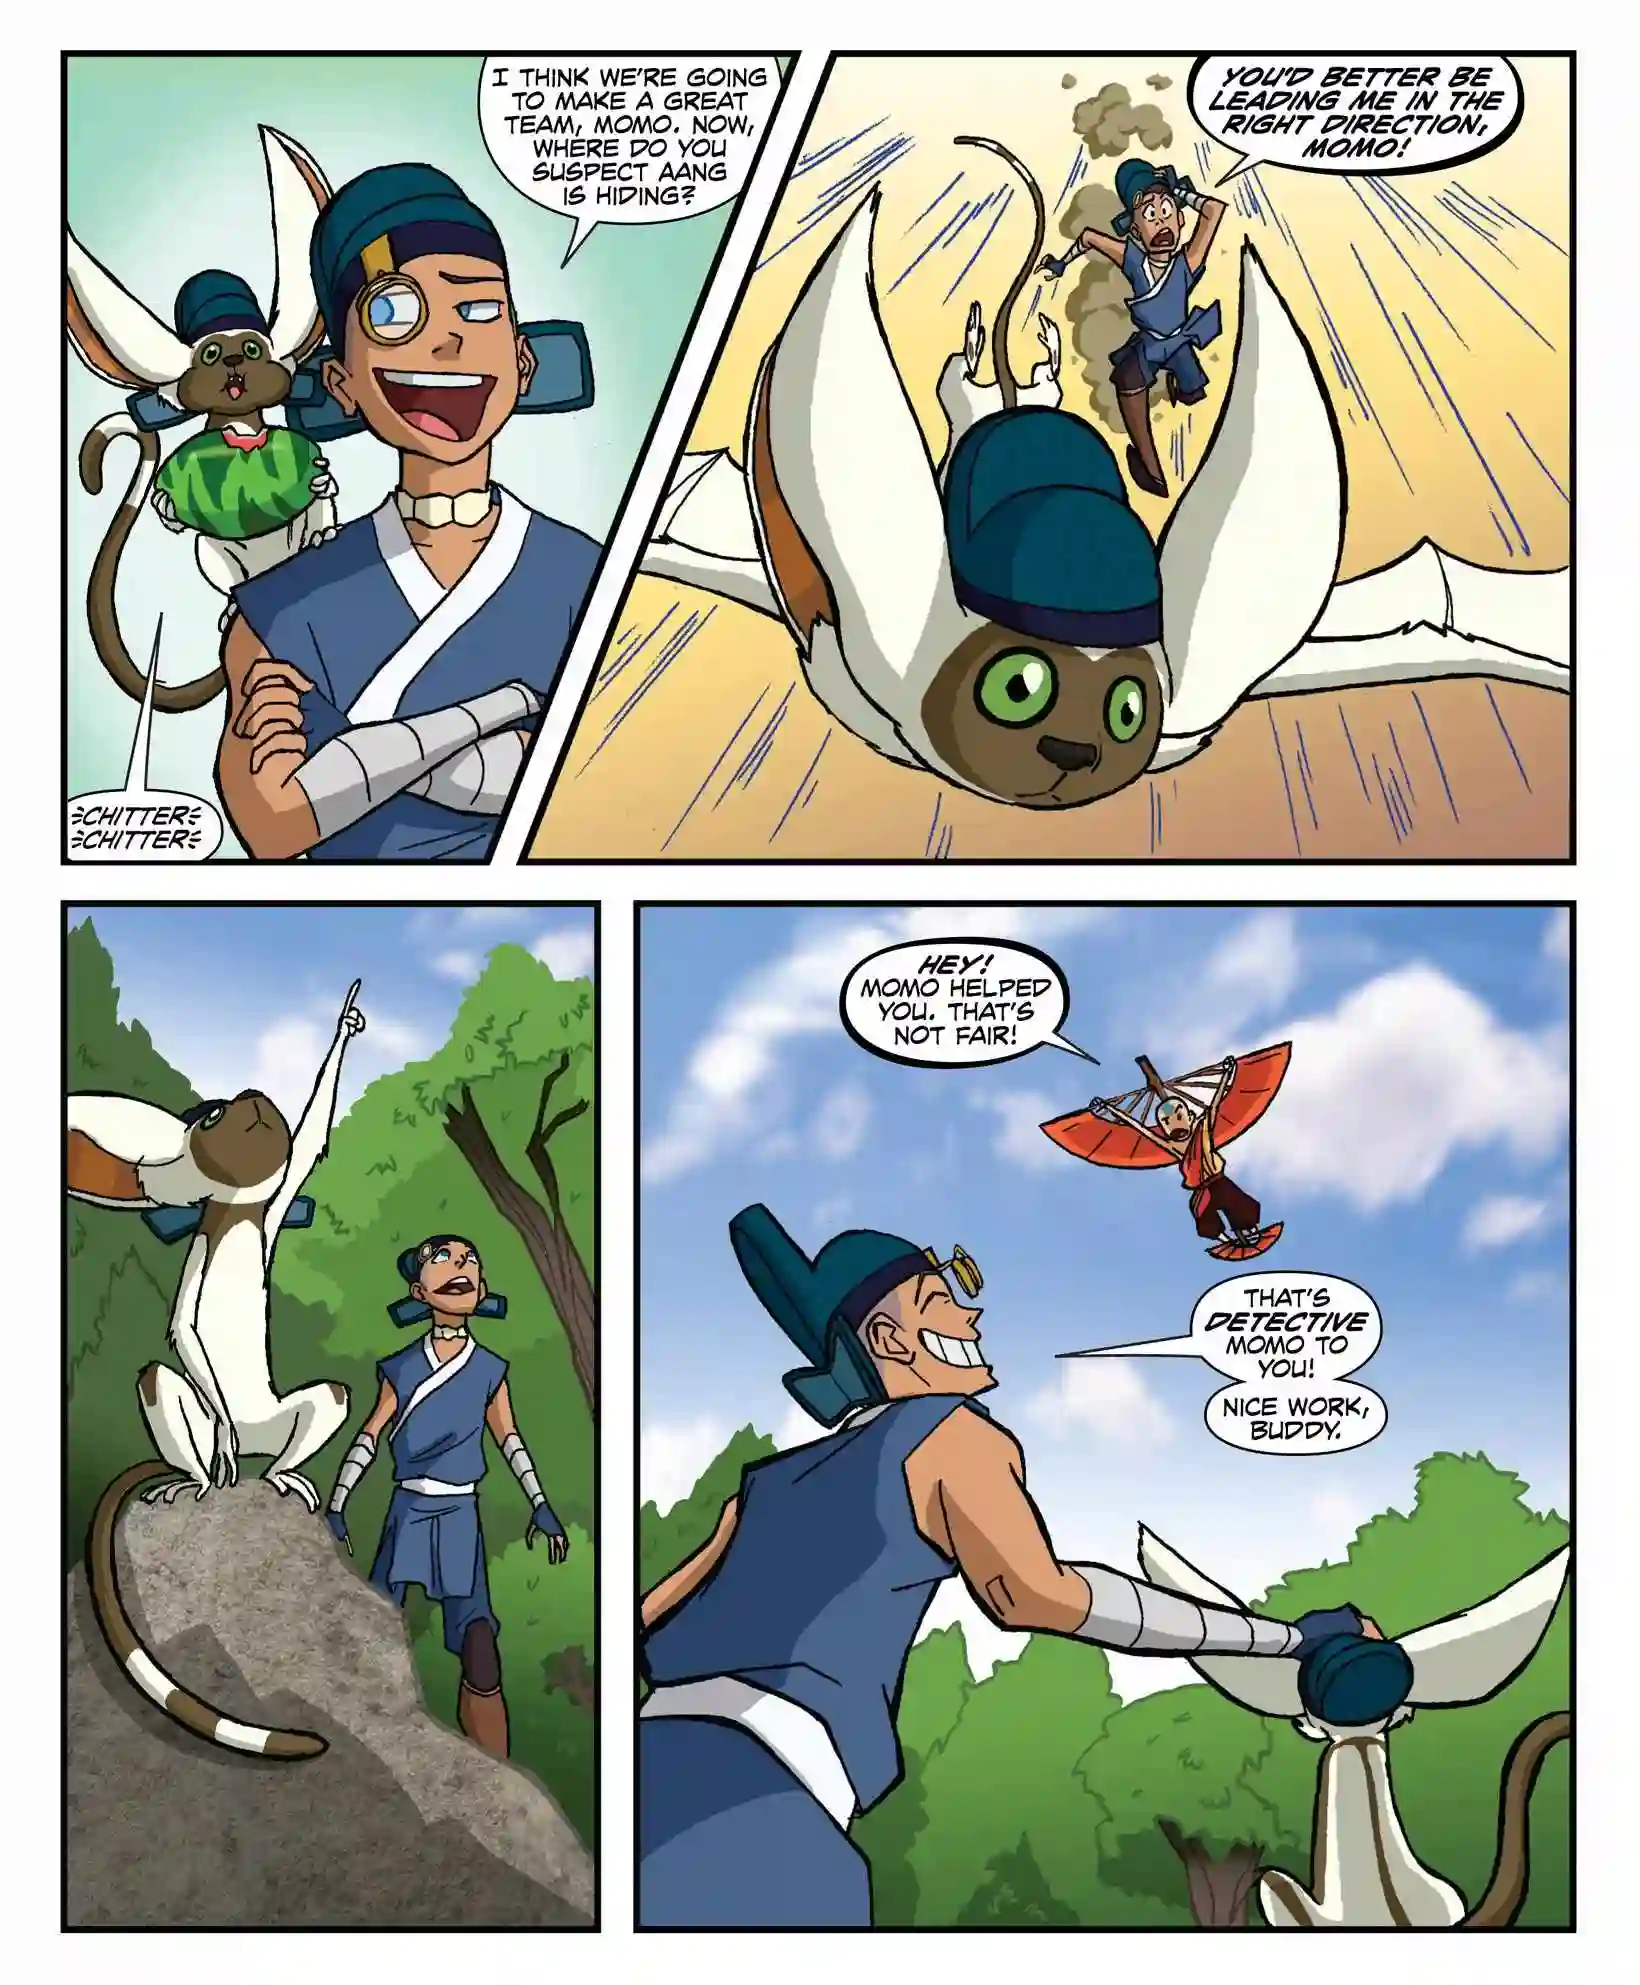 I THINK WE'RE GOING
TO MAKE A GREAT
TEAM, MOMO. NOW,
WHERE DO YOU
SUSPECT AANG
IS HIDING?
CHITTER
CHITTER
YOU'D BETTER BE
LEADING ME IN THE
RIGHT DIRECTION,
MOMO!
HEY!
MOMO HELPED
YOU. THAT'S
NOT FAIR!
THAT'S
DETECTIVE
MOMO TO
YOU!
NICE WORK,
BUDDY.